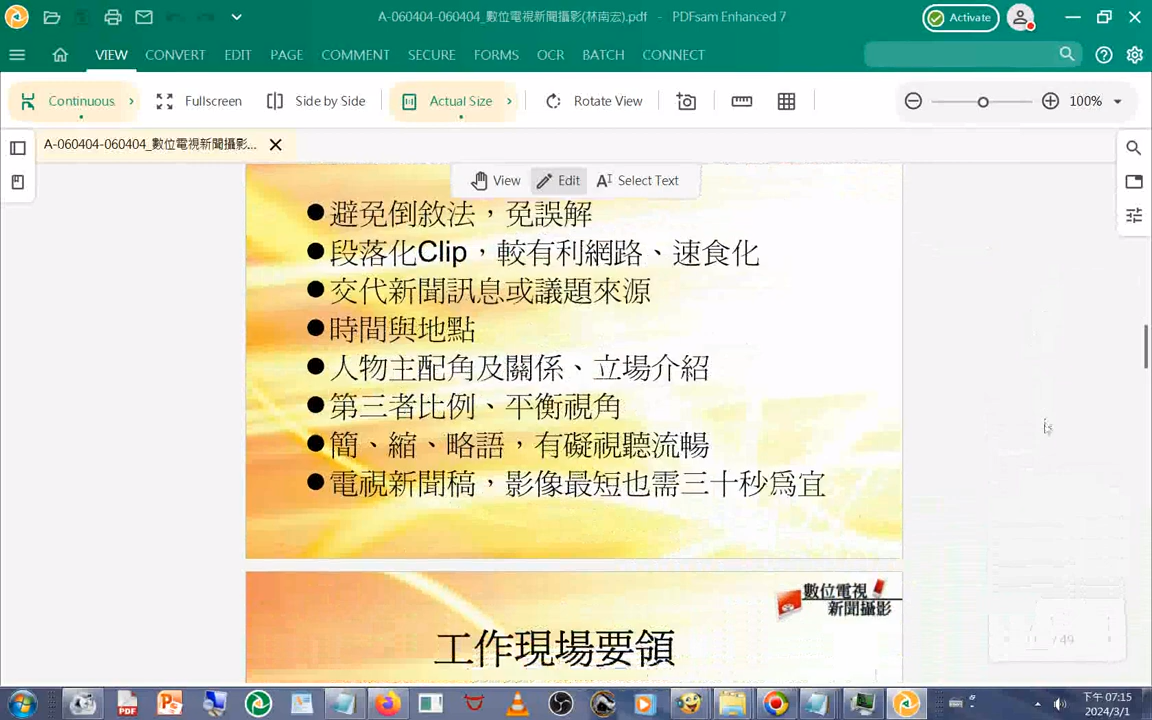 A-060404-060404_數位電視新聞攝影(林南宏).pdf - PDFsam Enhanced 7
Activate
VIEW CONVERT EDIT PAGE COMMENT SECURE FORMS OCR BATCH CONNECT
Continuous Fullscreen Side by Side Actual Size Rotate View 100%
A-060404-060404_數位電視新聞攝影...
View Edit Select Text
●避免倒敘法，免誤解
●段落化Clip，較有利網路、速食化
●交代新聞訊息或議題來源
●時間與地點
●人物主配角及關係、立場介紹
●第三者比例、平衡視角
●簡、縮、略語，有礙視聽流暢
●電視新聞稿，影像最短也需三十秒為宜
數位電視
新聞攝影
工作現場要領
/ 49
下午 07:15
2024/3/1